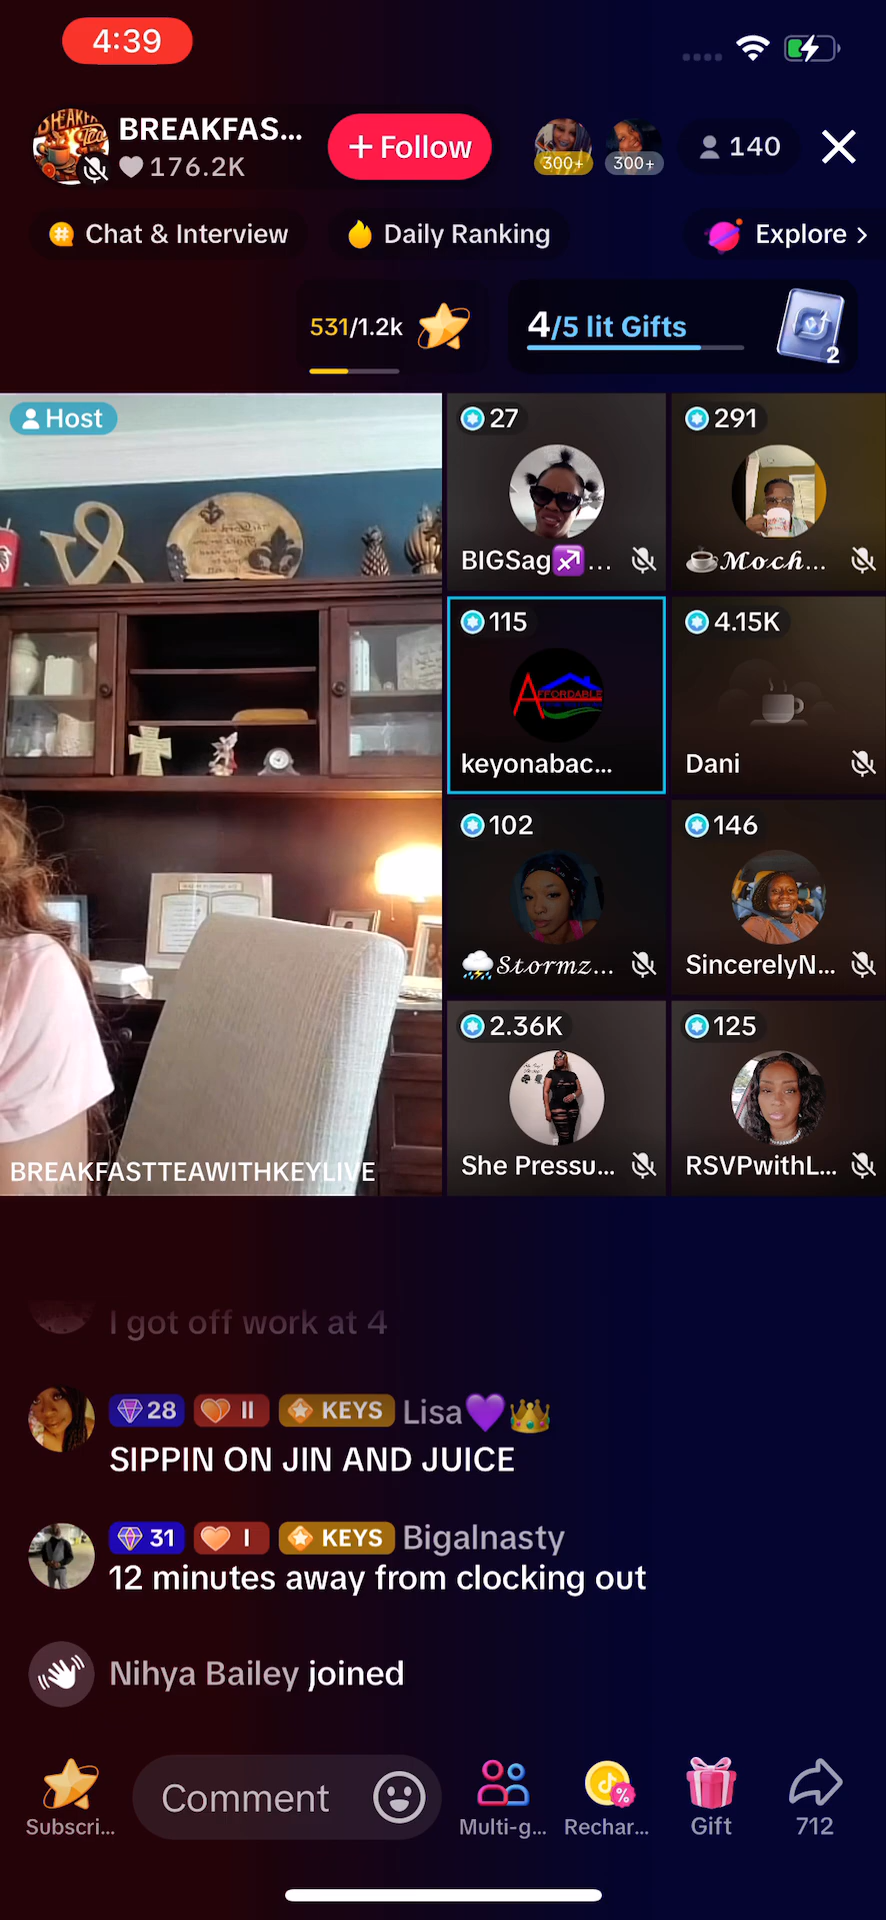 4:39
BREAKFAS...
176.2K
+ Follow
300+
300+
140
Chat & Interview
Daily Ranking
Explore >
531/1.2k
4/5 lit Gifts
2
Host
27
291
BIGSag♐...
☕𝓜𝓸𝓬𝓱...
115
4.15K
AFFORDABLE
keyonabac...
Dani
102
146
🌧𝓢𝓽𝓸𝓻𝓶𝔃...
SincerelyN...
2.36K
125
She Pressu...
RSVPwithL...
BREAKFASTTEAWITHKEYLIVE
I got off work at 4
28 II KEYS Lisa💜👑
SIPPIN ON JIN AND JUICE
31 I KEYS Bigalnasty
12 minutes away from clocking out
Nihya Bailey joined
Subscri...
Comment
Multi-g...
Rechar...
Gift
712